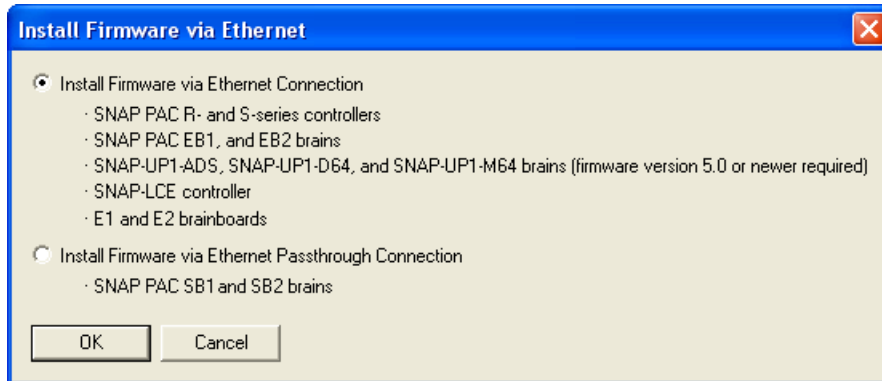 Install Firmware via Ethernet
Install Firmware via Ethernet Connection
· SNAP PAC R- and S-series controllers
· SNAP PAC EB1, and EB2 brains
· SNAP-UP1-ADS, SNAP-UP1-D64, and SNAP-UP1-M64 brains (firmware version 5.0 or newer required)
· SNAP-LCE controller
· E1 and E2 brainboards
Install Firmware via Ethernet Passthrough Connection
· SNAP PAC SB1 and SB2 brains
OK Cancel